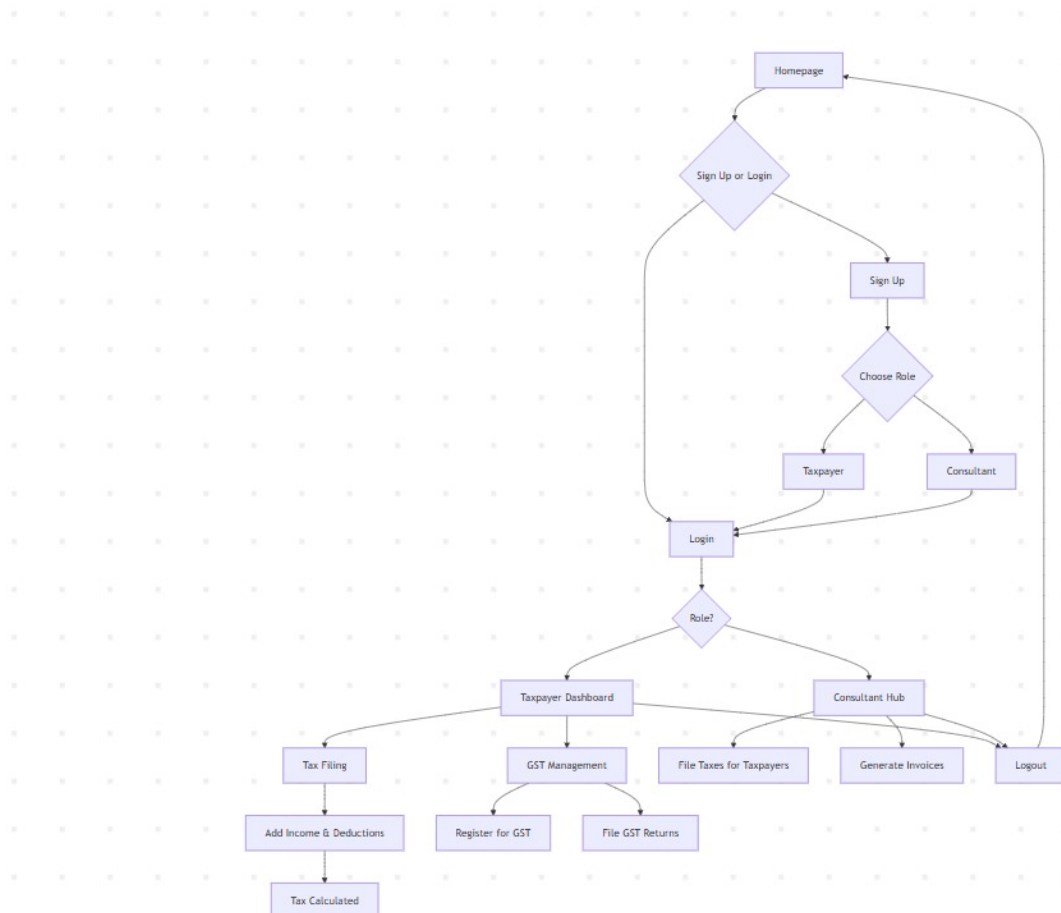 Homepage
Sign Up or Login
Sign Up
Choose Role
Taxpayer
Consultant
Login
Role?
Taxpayer Dashboard
Consultant Hub
Tax Filing
GST Management
File Taxes for Taxpayers
Generate Invoices
Logout
Add Income & Deductions
Register for GST
File GST Returns
Tax Calculated